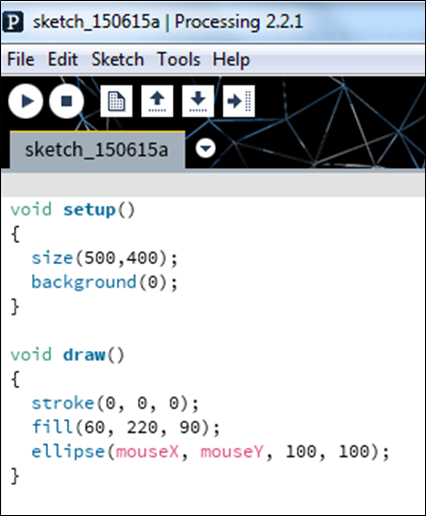 P sketch_150615a | Processing 2.2.1
File Edit Sketch Tools Help
sketch_150615a
void setup()
{
  size(500,400);
  background(0);
}

void draw()
{
  stroke(0, 0, 0);
  fill(60, 220, 90);
  ellipse(mouseX, mouseY, 100, 100);
}